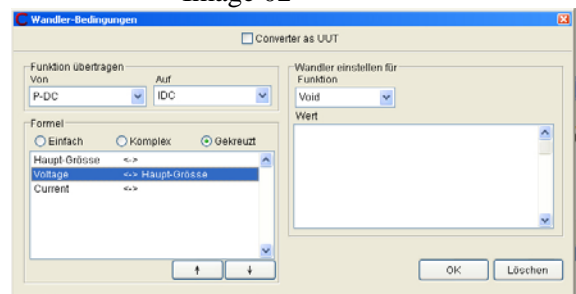 Image 62
Wandler-Bedingungen
Converter as UUT
Funktion übertragen
Von
Auf
P-DC
IDC
Formel
Einfach
Komplex
Gekreuzt
Haupt-Grösse <->
Voltage <-> Haupt-Grösse
Current <->
Wandler einstellen für
Funktion
Void
Wert
OK
Löschen